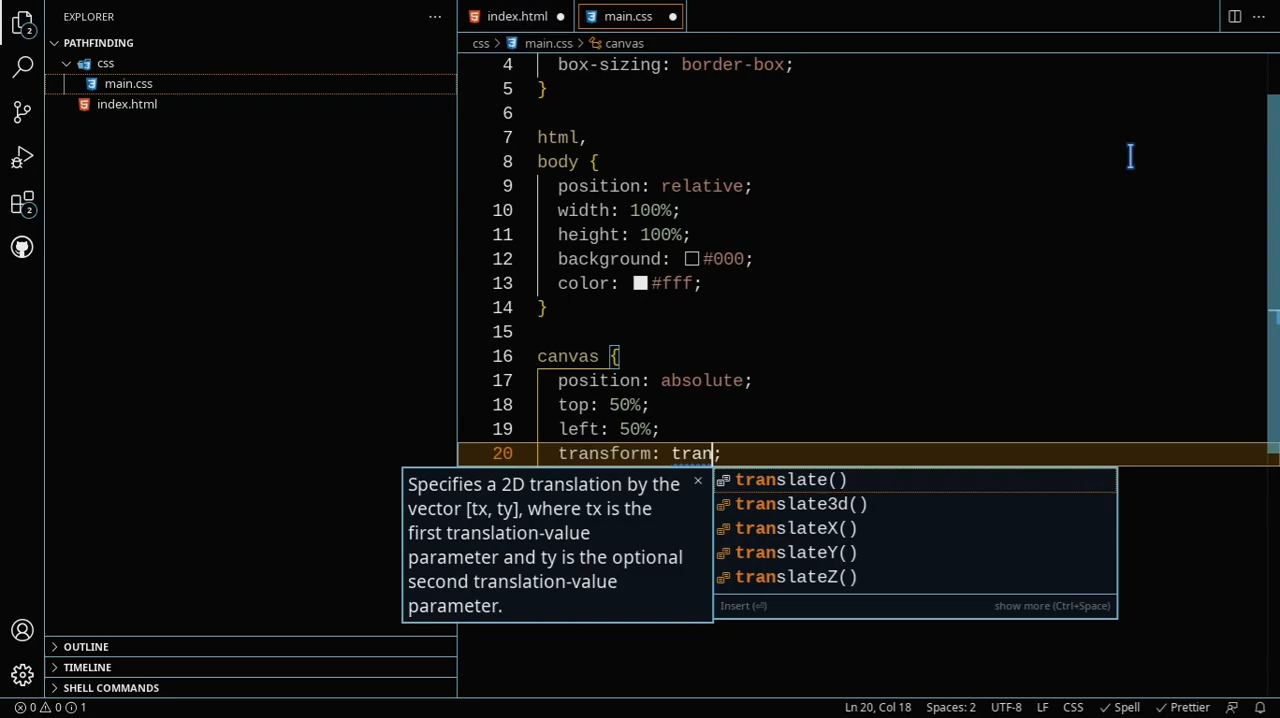 EXPLORER
index.html
main.css
PATHFINDING
css
main.css
index.html
2
2
css > main.css > canvas
4 box-sizing: border-box;
5 }
6
7 html,
8 body {
9 position: relative;
10 width: 100%;
11 height: 100%;
12 background: #000;
13 color: #fff;
14 }
15
16 canvas {
17 position: absolute;
18 top: 50%;
19 left: 50%;
20 transform: tran;
Specifies a 2D translation by the
vector [tx, ty], where tx is the
first translation-value
parameter and ty is the optional
second translation-value
parameter.
translate()
translate3d()
translateX()
translateY()
translateZ()
Insert (⏎)
show more (Ctrl+Space)
OUTLINE
TIMELINE
SHELL COMMANDS
0 0 1
Ln 20, Col 18
Spaces: 2
UTF-8
LF
CSS
Spell
Prettier